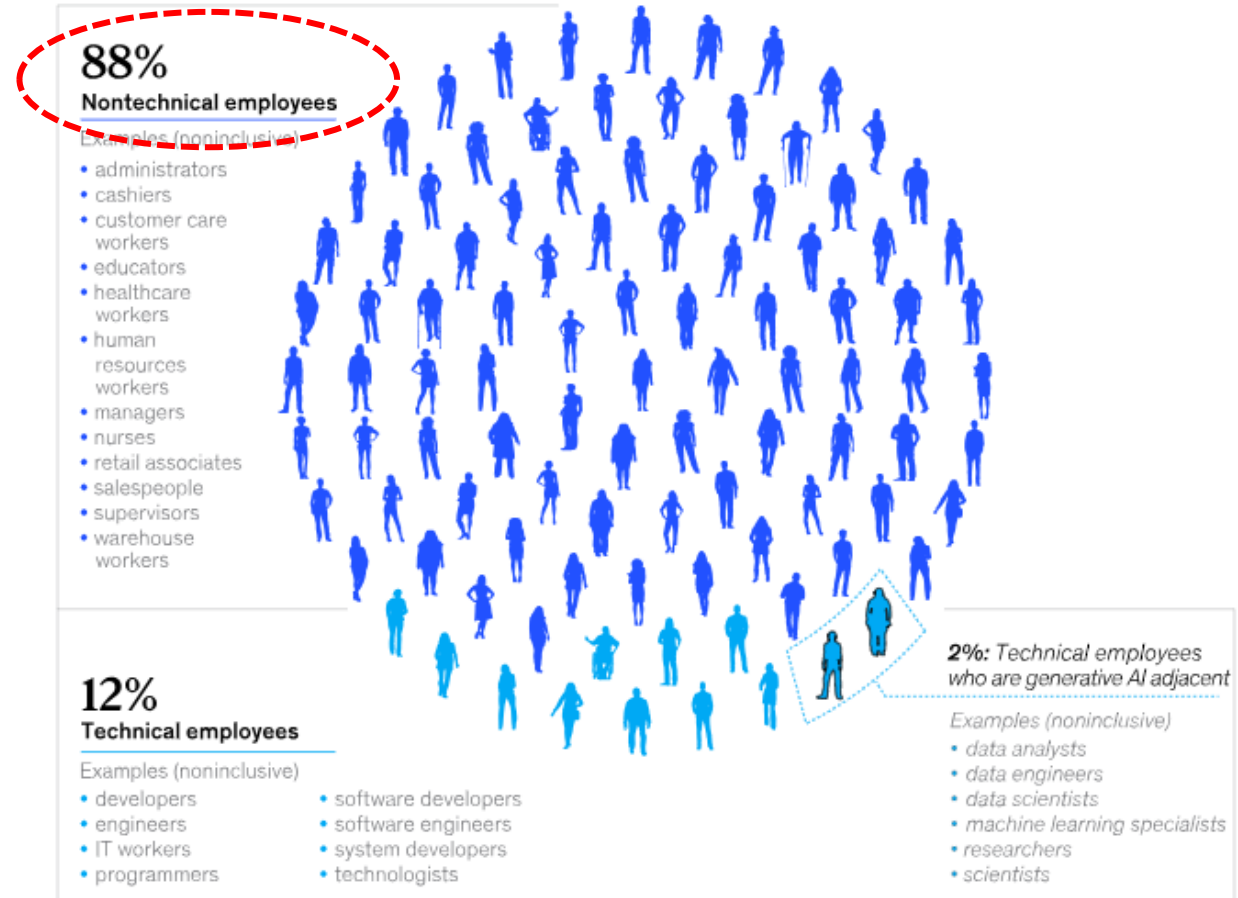 88%
Nontechnical employees
Examples (noninclusive)
• administrators
• cashiers
• customer care
workers
• educators
• healthcare
workers
• human
resources
workers
• managers
• nurses
• retail associates
• salespeople
• supervisors
• warehouse
workers
12%
Technical employees
Examples (noninclusive)
• developers
• engineers
• IT workers
• programmers
• software developers
• software engineers
• system developers
• technologists
2%: Technical employees
who are generative AI adjacent
Examples (noninclusive)
• data analysts
• data engineers
• data scientists
• machine learning specialists
• researchers
• scientists